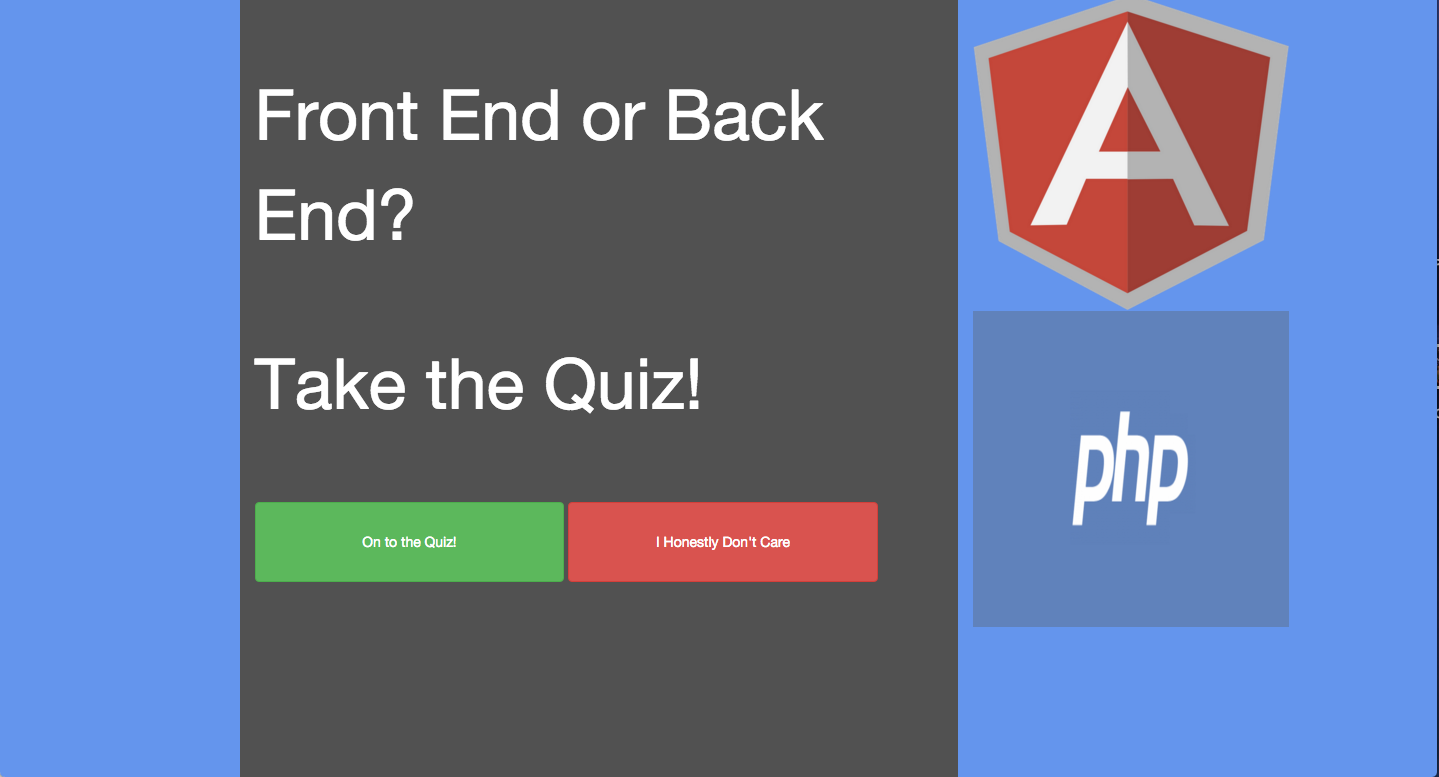 Front End or Back
End?
Take the Quiz!
On to the Quiz!
I Honestly Don't Care
A
php